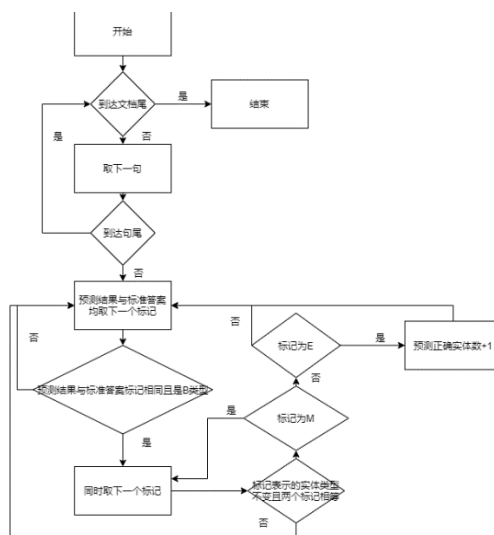 开始
到达文档尾
是
结束
是
否
取下一句
到达句尾
否
预测结果与标准答案
均取下一个标记
否
标记为E
是
预测正确实体数+1
否
预测结果与标准答案标记相同且是B类型
否
是
标记为M
是
同时取下一个标记
标记表示的实体类型
不变且两个标记相等
否